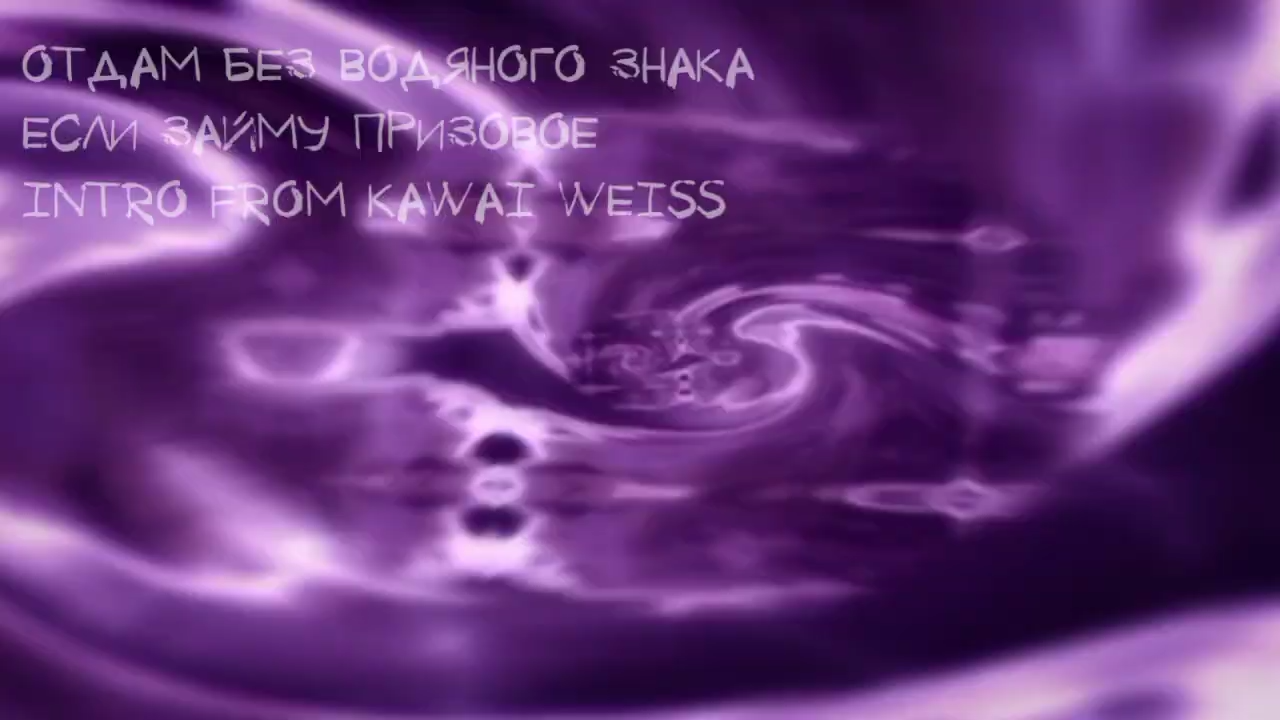 ОТДАМ БЕЗ ВОДЯНОГО ЗНАКА
ЕСЛИ ЗАЙМУ ПРИЗОВОЕ
INTRO FROM KAWAI WEISS